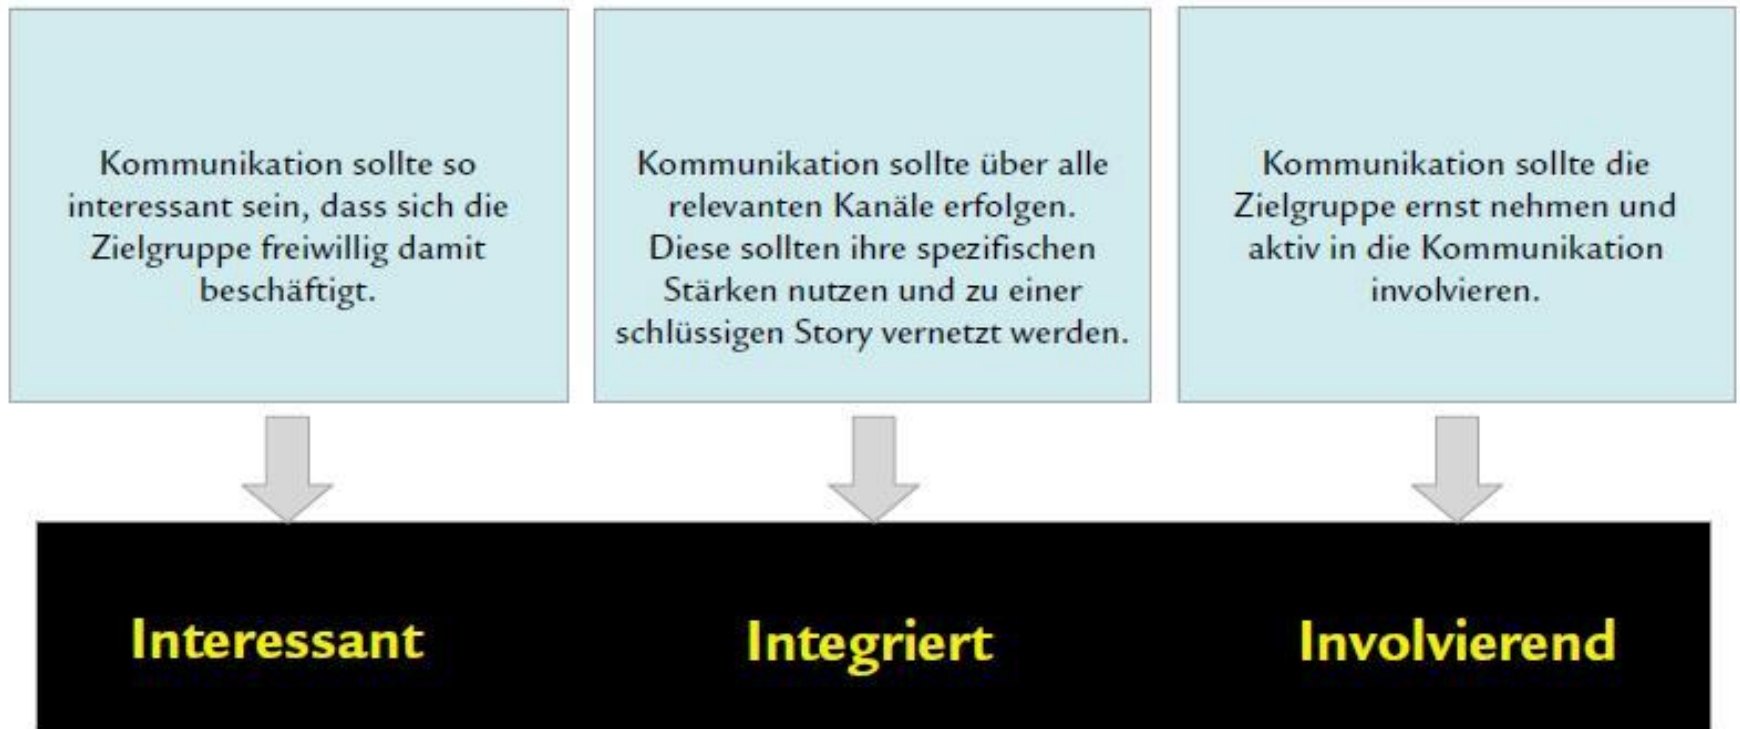 Kommunikation sollte so
interessant sein, dass sich die
Zielgruppe freiwillig damit
beschäftigt.
Kommunikation sollte über alle
relevanten Kanäle erfolgen.
Diese sollten ihre spezifischen
Stärken nutzen und zu einer
schlüssigen Story vernetzt werden.
Kommunikation sollte die
Zielgruppe ernst nehmen und
aktiv in die Kommunikation
involvieren.
Interessant
Integriert
Involvierend